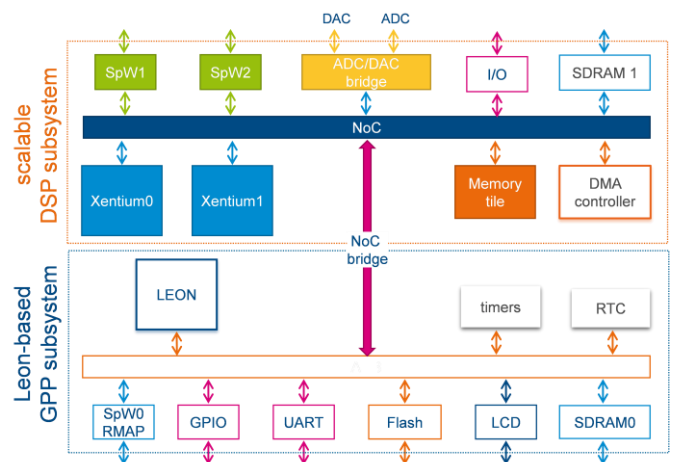 DAC ADC
scalable
DSP subsystem
SpW1
SpW2
ADC/DAC
bridge
I/O
SDRAM 1
NoC
Xentium0
Xentium1
Memory
tile
DMA
controller
NoC
bridge
Leon-based
GPP subsystem
LEON
timers
RTC
SpW0
RMAP
GPIO
UART
Flash
LCD
SDRAM0